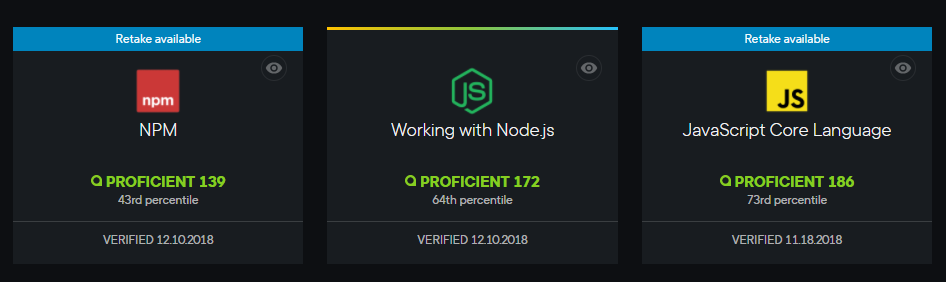 Retake available
npm
NPM
PROFICIENT 139
43rd percentile
VERIFIED 12.10.2018
JS
Working with Node.js
PROFICIENT 172
64th percentile
VERIFIED 12.10.2018
Retake available
JS
JavaScript Core Language
PROFICIENT 186
73rd percentile
VERIFIED 11.18.2018